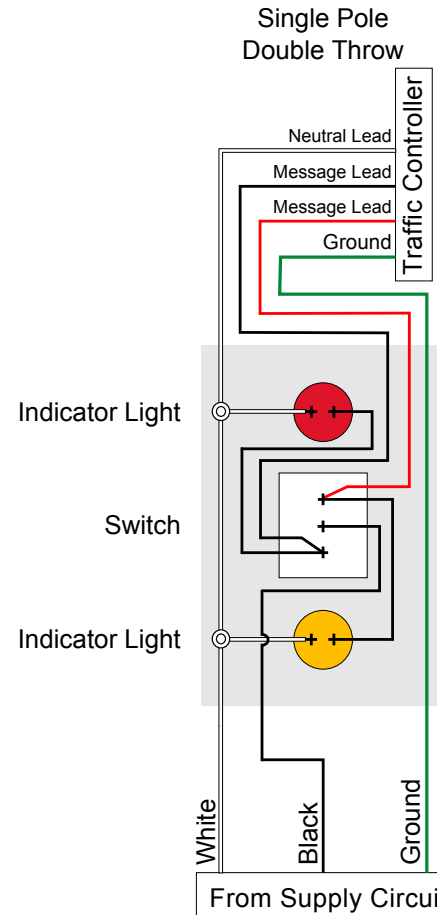 Single Pole
Double Throw
Neutral Lead
Message Lead
Message Lead
Ground
Traffic Controller
Indicator Light
Switch
Indicator Light
White
Black
Ground
From Supply Circui